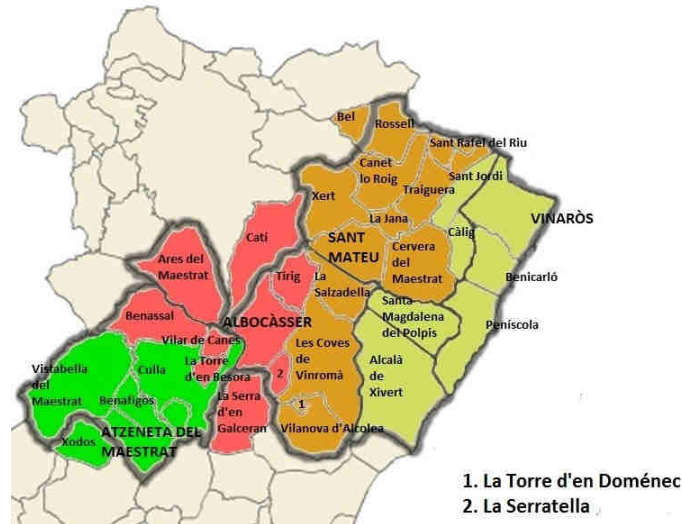 Bel
Rossell
Sant Rafel del Riu
Canet
lo Roig
Sant Jordi
Xert
Traiguera
La Jana
VINARÒS
Catí
SANT
MATEU
Càlig
Ares del
Maestrat
Cervera
del
Maestrat
Tirig
La
Salzadella
Benicarló
Santa
Magdalena
del Polpis
Benassal
ALBOCÀSSER
Peníscola
Vilar de Canes
Les Coves
de
Vinromà
Vistabella
del
Maestrat
Culla
La Torre
d'en Besora
Alcalà
de
Xivert
2
La Serra
d'en
Galceran
Benafigos
1
ATZENETA DEL
MAESTRAT
Xodos
Vilanova d'Alcolea
1. La Torre d'en Doménec
2. La Serratella